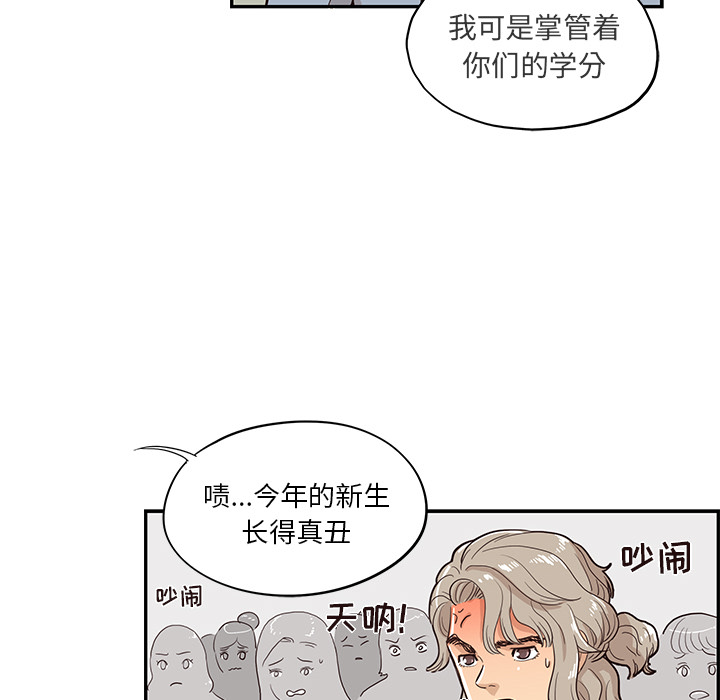 我可是掌管着
你们的学分
啧...今年的新生
长得真丑
吵闹
吵闹
天呐!